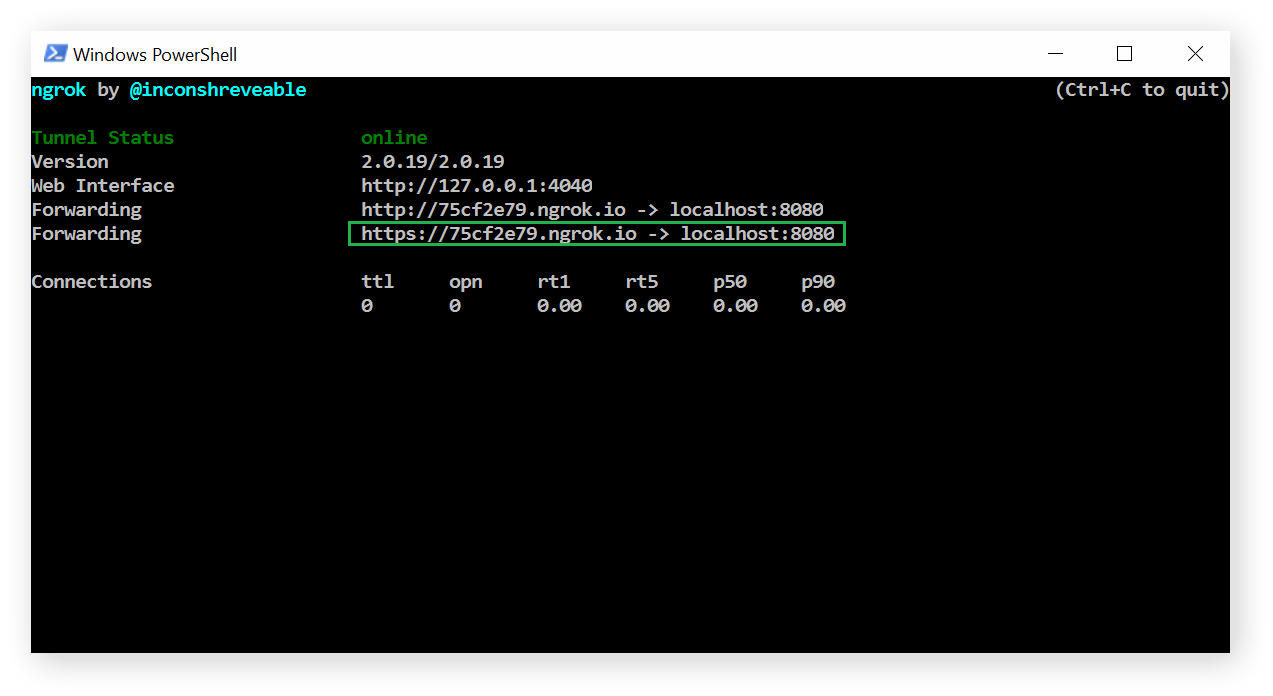 Windows PowerShell
ngrok by @inconshreveable (Ctrl+C to quit)
Tunnel Status online
Version 2.0.19/2.0.19
Web Interface http://127.0.0.1:4040
Forwarding http://75cf2e79.ngrok.io -> localhost:8080
Forwarding https://75cf2e79.ngrok.io -> localhost:8080
Connections ttl opn rt1 rt5 p50 p90
0 0 0.00 0.00 0.00 0.00